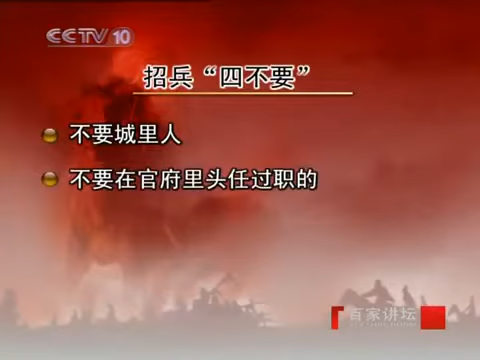 CCTV 10
招兵“四不要”
不要城里人
不要在官府里头任过职的
百家讲坛